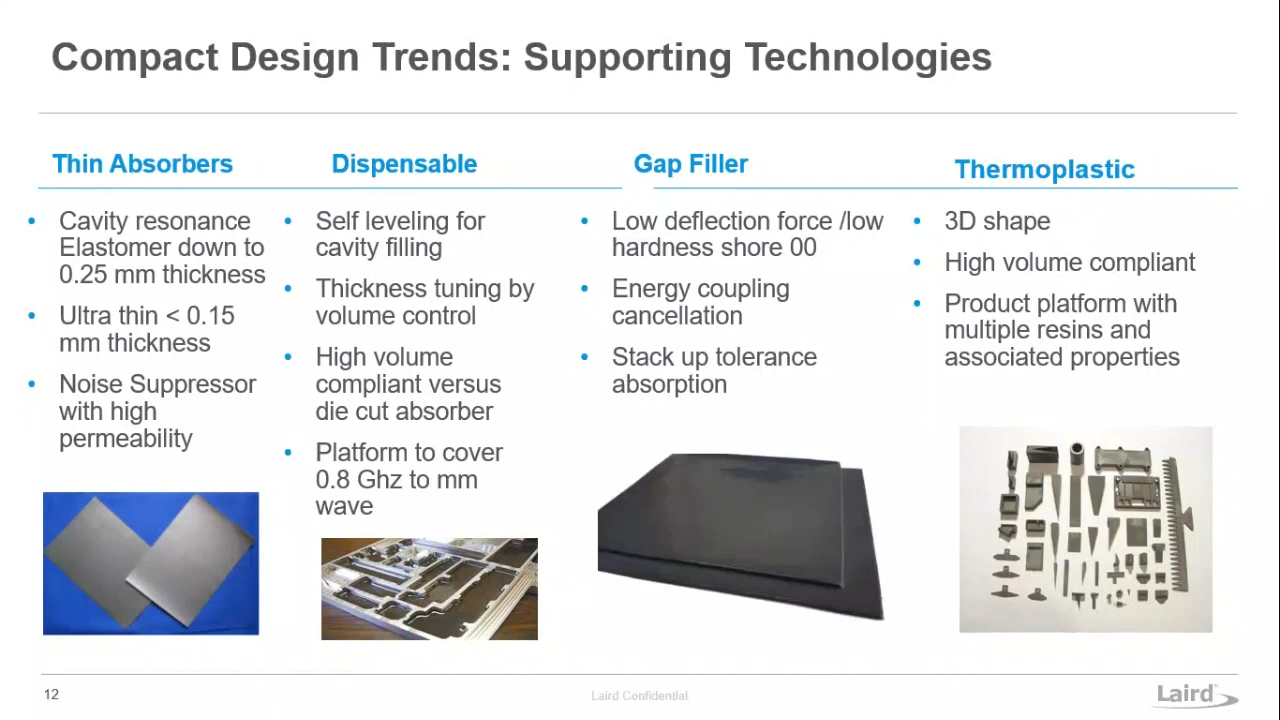 Compact Design Trends: Supporting Technologies
Thin Absorbers
• Cavity resonance
Elastomer down to
0.25 mm thickness
• Ultra thin < 0.15
mm thickness
• Noise Suppressor
with high
permeability
Dispensable
• Self leveling for
cavity filling
• Thickness tuning by
volume control
• High volume
compliant versus
die cut absorber
• Platform to cover
0.8 Ghz to mm
wave
Gap Filler
• Low deflection force /low
hardness shore 00
• Energy coupling
cancellation
• Stack up tolerance
absorption
Thermoplastic
• 3D shape
• High volume compliant
• Product platform with
multiple resins and
associated properties
12
Laird Confidential
Laird